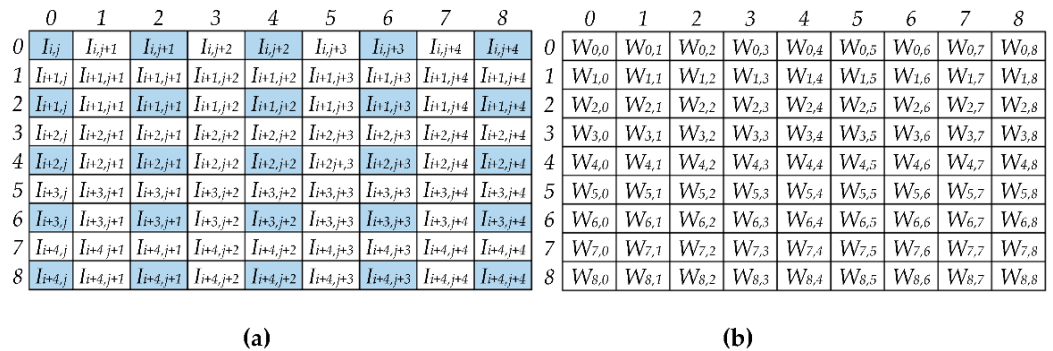 0 1 2 3 4 5 6 7 8
0 Ii,j Ii,j+1 Ii,j+1 Ii,j+2 Ii,j+2 Ii,j+3 Ii,j+3 Ii,j+4 Ii,j+4
1 Ii+1,j Ii+1,j+1 Ii+1,j+1 Ii+1,j+2 Ii+1,j+2 Ii+1,j+3 Ii+1,j+3 Ii+1,j+4 Ii+1,j+4
2 Ii+1,j Ii+1,j+1 Ii+1,j+1 Ii+1,j+2 Ii+1,j+2 Ii+1,j+3 Ii+1,j+3 Ii+1,j+4 Ii+1,j+4
3 Ii+2,j Ii+2,j+1 Ii+2,j+1 Ii+2,j+2 Ii+2,j+2 Ii+2,j+3 Ii+2,j+3 Ii+2,j+4 Ii+2,j+4
4 Ii+2,j Ii+2,j+1 Ii+2,j+1 Ii+2,j+2 Ii+2,j+2 Ii+2j+,3 Ii+2,j+3 Ii+2,j+4 Ii+2,j+4
5 Ii+3,j Ii+3,j+1 Ii+3,j+1 Ii+3,j+2 Ii+3,j+2 Ii+3,j+3 Ii+3,j+3 Ii+3,j+4 Ii+3,j+4
6 Ii+3,j Ii+3,j+1 Ii+3,j+1 Ii+3,j+2 Ii+3,j+2 Ii+3,j+3 Ii+3,j+3 Ii+3,j+4 Ii+3,j+4
7 Ii+4,j Ii+4 j+1 Ii+4,j+1 Ii+4,j+2 Ii+4,j+2 Ii+4,j+3 Ii+4,j+3 Ii+4,j+4 Ii+4,j+4
8 Ii+4,j Ii+4,j+1 Ii+4,j+1 Ii+4,j+2 Ii+4,j+2 Ii+4,j+3 Ii+4,j+3 Ii+4,j+4 Ii+4,j+4
(a)
0 1 2 3 4 5 6 7 8
0 W0,0 W0,1 W0,2 W0,3 W0,4 W0,5 W0,6 W0,7 W0,8
1 W1,0 W1,1 W1,2 W1,3 W1,4 W1,5 W1,6 W1,7 W1,8
2 W2,0 W2,1 W2,2 W2,3 W2,4 W2,5 W2,6 W2,7 W2,8
3 W3,0 W3,1 W3,2 W3,3 W3,4 W3,5 W3,6 W3,7 W3,8
4 W4,0 W4,1 W4,2 W4,3 W4,4 W4,5 W4,6 W4,7 W4,8
5 W5,0 W5,1 W5,2 W5,3 W5,4 W5,5 W5,6 W5,7 W5,8
6 W6,0 W6,1 W6,2 W6,3 W6,4 W6,5 W6,6 W6,7 W6,8
7 W7,0 W7,1 W7,2 W7,3 W7,4 W7,5 W7,6 W7,7 W7,8
8 W8,0 W8,1 W8,2 W8,3 W8,4 W8,5 W8,6 W8,7 W8,8
(b)